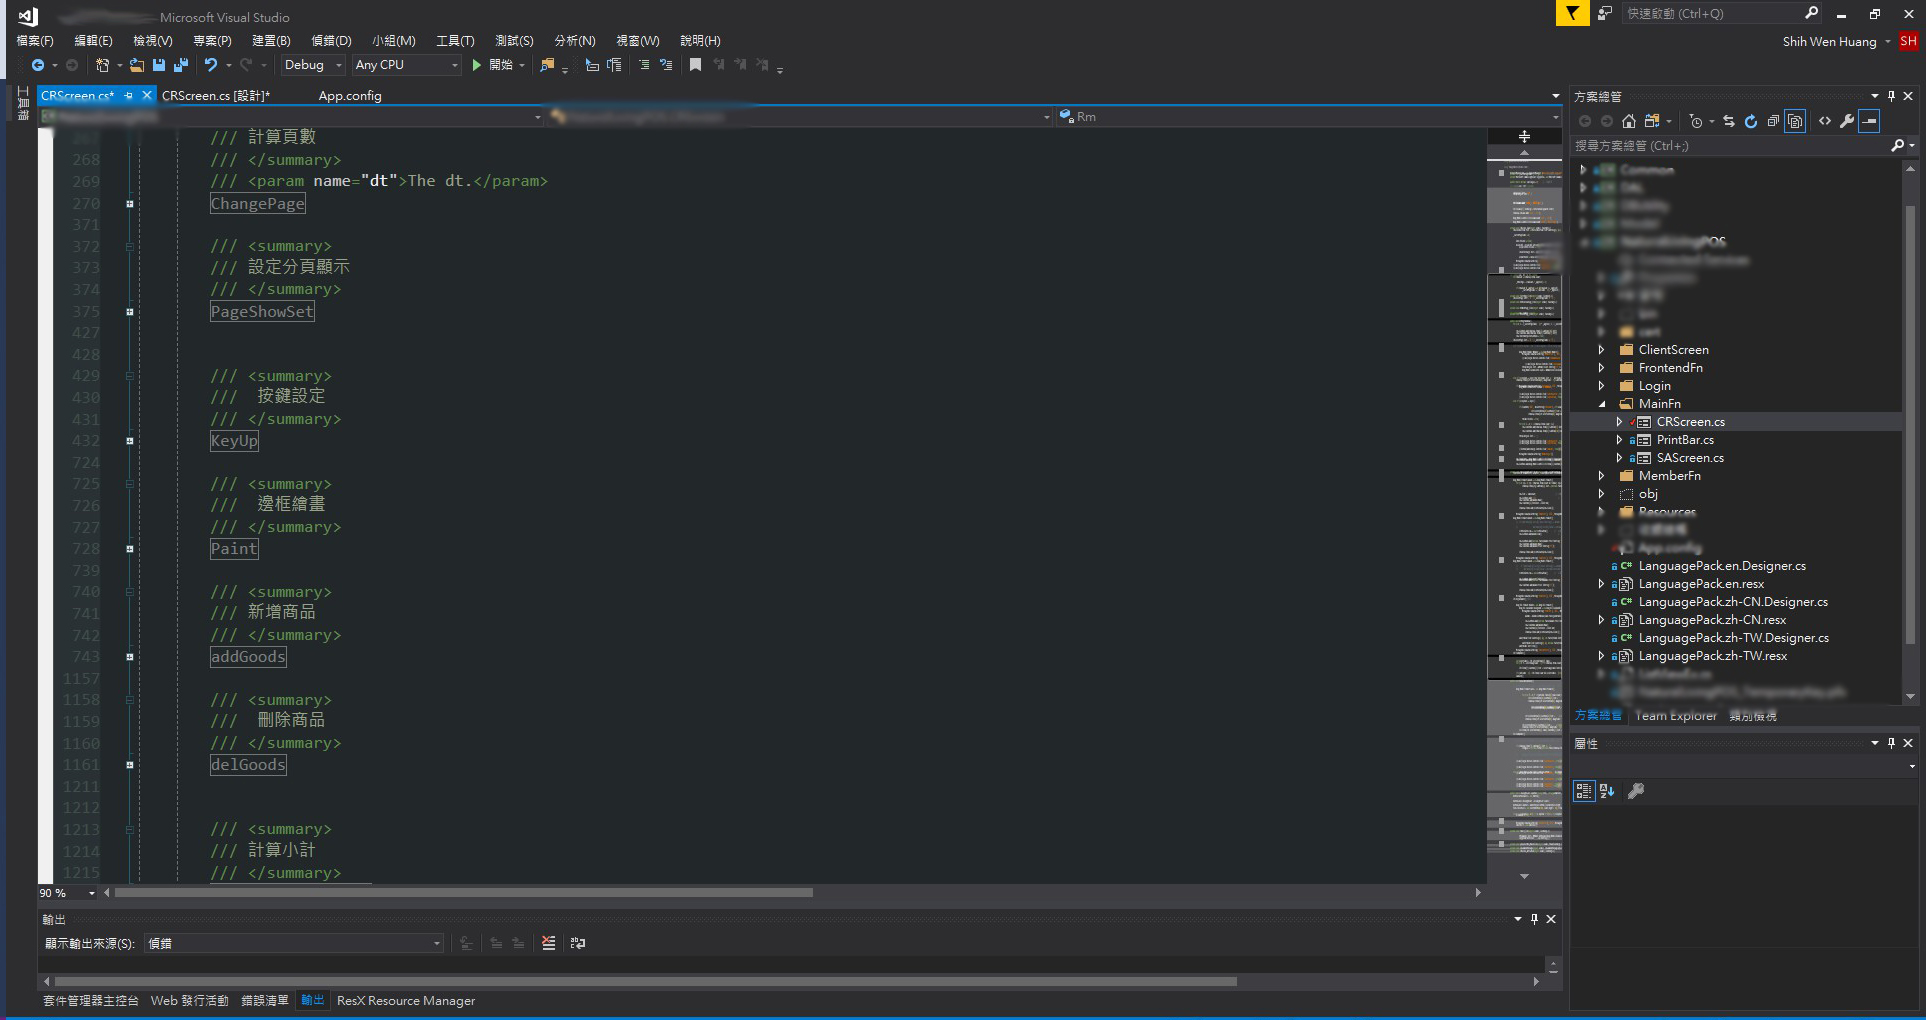 Microsoft Visual Studio
快速啟動 (Ctrl+Q)
檔案(F) 編輯(E) 檢視(V) 專案(P) 建置(B) 偵錯(D) 小組(M) 工具(T) 測試(S) 分析(N) 視窗(W) 說明(H)
Shih Wen Huang SH
Debug Any CPU 開始
工具箱
CRScreen.cs* CRScreen.cs [設計]* App.config
Rm
267 /// 計算頁數
268 /// </summary>
269 /// <param name="dt">The dt.</param>
270 ChangePage
371
372 /// <summary>
373 /// 設定分頁顯示
374 /// </summary>
375 PageShowSet
427
428
429 /// <summary>
430 /// 按鍵設定
431 /// </summary>
432 KeyUp
724
725 /// <summary>
726 /// 邊框繪畫
727 /// </summary>
728 Paint
739
740 /// <summary>
741 /// 新增商品
742 /// </summary>
743 addGoods
1157
1158 /// <summary>
1159 /// 刪除商品
1160 /// </summary>
1161 delGoods
1211
1212
1213 /// <summary>
1214 /// 計算小計
1215 /// </summary>
90 %
輸出
顯示輸出來源(S): 偵錯
套件管理器主控台 Web 發行活動 錯誤清單 輸出 ResX Resource Manager
方案總管
搜尋方案總管 (Ctrl+;)
Common
DAL
Model
NaturalLivingPOS
Connected Services
cert
ClientScreen
FrontendFn
Login
MainFn
CRScreen.cs
PrintBar.cs
SAScreen.cs
MemberFn
obj
Resources
App.config
LanguagePack.en.Designer.cs
LanguagePack.en.resx
LanguagePack.zh-CN.Designer.cs
LanguagePack.zh-CN.resx
LanguagePack.zh-TW.Designer.cs
LanguagePack.zh-TW.resx
方案總管 Team Explorer 類別檢視
屬性